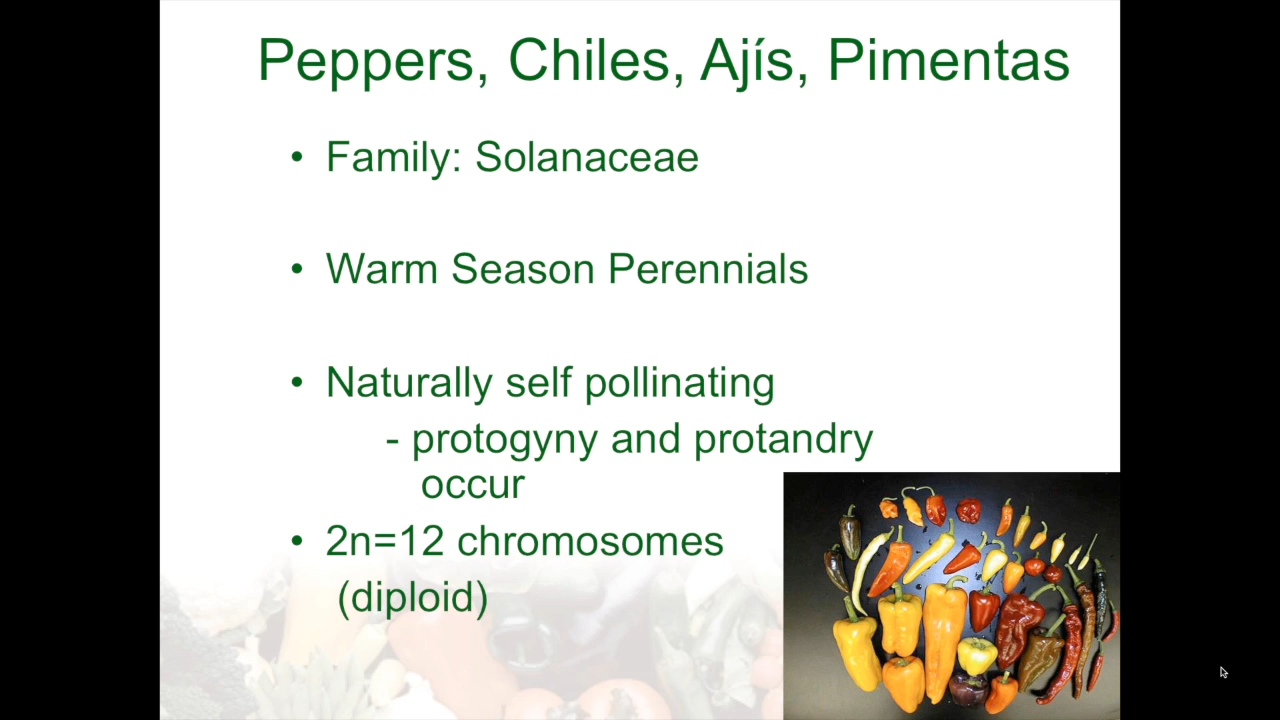 Peppers, Chiles, Ajís, Pimentas
• Family: Solanaceae
• Warm Season Perennials
• Naturally self pollinating
- protogyny and protandry
occur
• 2n=12 chromosomes
(diploid)